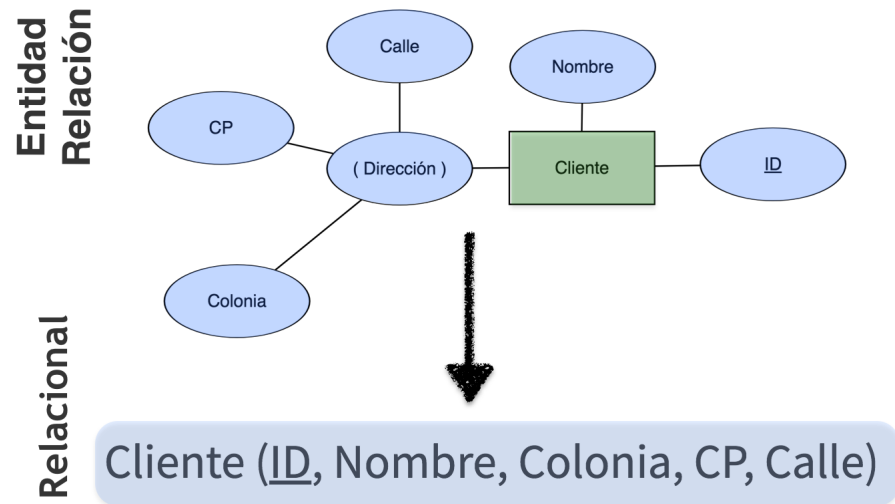 Entidad
Relación
Calle
Nombre
CP
( Dirección )
Cliente
ID
Colonia
Relacional
Cliente (ID, Nombre, Colonia, CP, Calle)